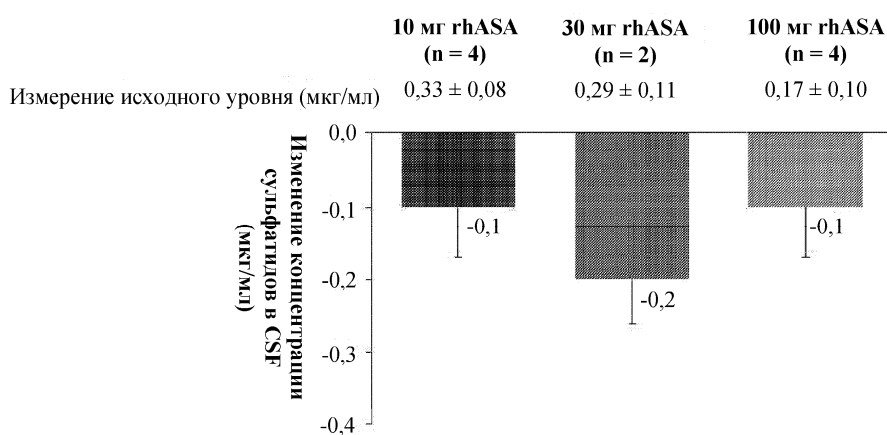 10 мг rhASA
(n = 4)
30 мг rhASA
(n = 2)
100 мг rhASA
(n = 4)
Измерение исходного уровня (мкг/мл)
0,33 ± 0,08
0,29 ± 0,11
0,17 ± 0,10
Изменение концентрации
сульфатидов в CSF
(мкг/мл)
0,0
-0,1
-0,2
-0,3
-0,4
-0,1
-0,2
-0,1